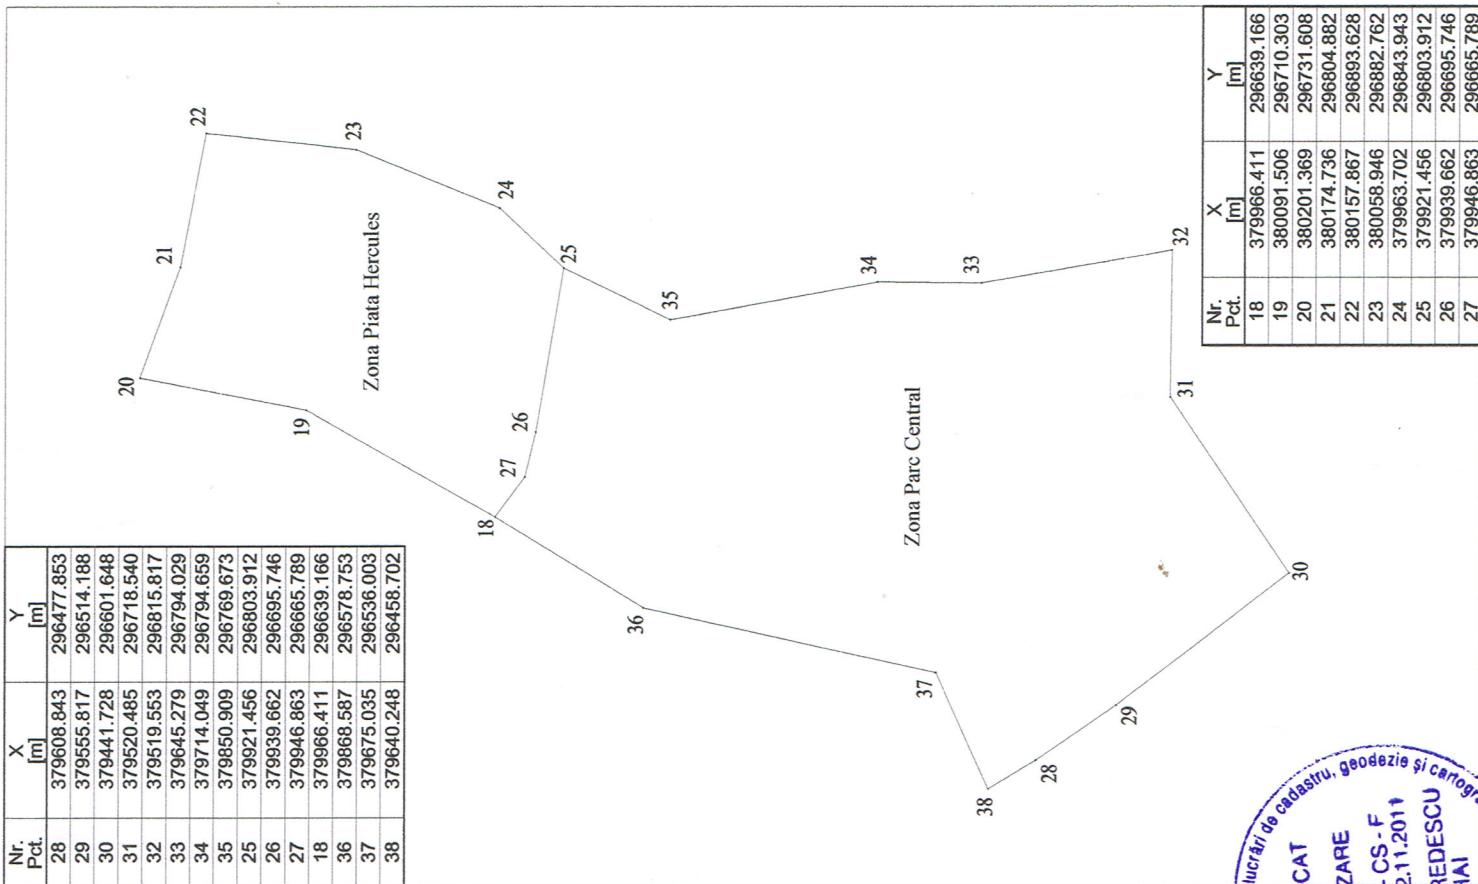 Nr. Pct. X [m] Y [m]
28 379608.843 296477.853
29 379555.817 296514.188
30 379441.728 296601.648
31 379520.485 296718.540
32 379519.553 296815.817
33 379645.279 296794.029
34 379714.049 296794.659
35 379850.909 296769.673
25 379921.456 296803.912
26 379939.662 296695.746
27 379946.863 296665.789
18 379966.411 296639.166
36 379868.587 296578.753
37 379675.035 296536.003
38 379640.248 296458.702
20
21
22
19
23
Zona Piata Hercules
24
18
27
26
25
36
35
34
37
Zona Parc Central
33
38
28
29
31
32
30
Nr. Pct. X [m] Y [m]
18 379966.411 296639.166
19 380091.506 296710.303
20 380201.369 296731.608
21 380174.736 296804.882
22 380157.867 296893.628
23 380058.946 296882.762
24 379963.702 296843.943
25 379921.456 296803.912
26 379939.662 296695.746
27 379946.863 296665.789
lucrări de cadastru, geodezie şi cartogr
CAT
ZARE
- CS - F
2.11.2011
REDESCU
HAI